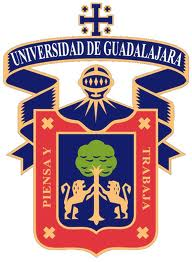 UNIVERSIDAD DE GUADALAJARA
PIENSA Y
TRABAJA